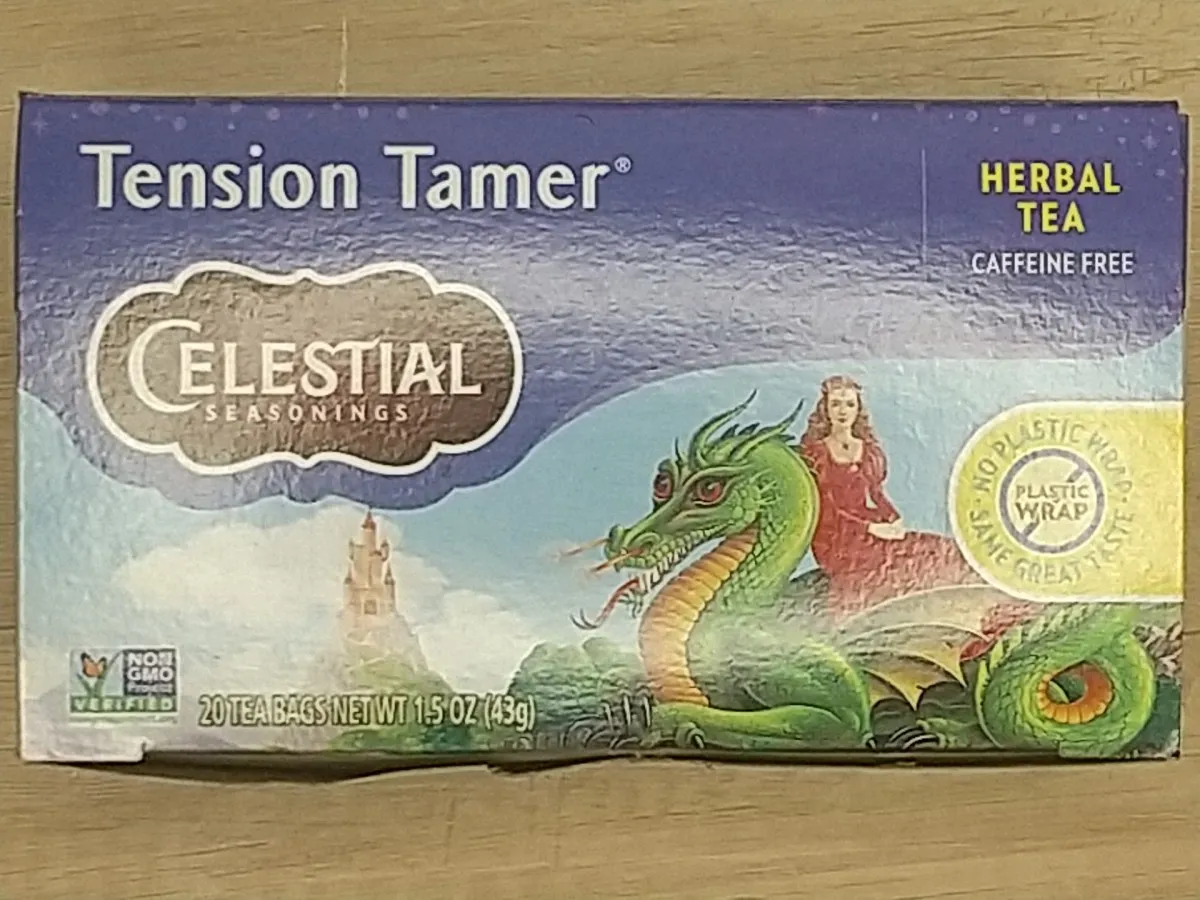 Tension Tamer®
HERBAL
TEA
CAFFEINE FREE
CELESTIAL
SEASONINGS
NO PLASTIC WRAP
PLASTIC
WRAP
SAME GREAT TASTE
NON
GMO
Project
VERIFIED
20 TEA BAGS NET WT 1.5 OZ (43g)